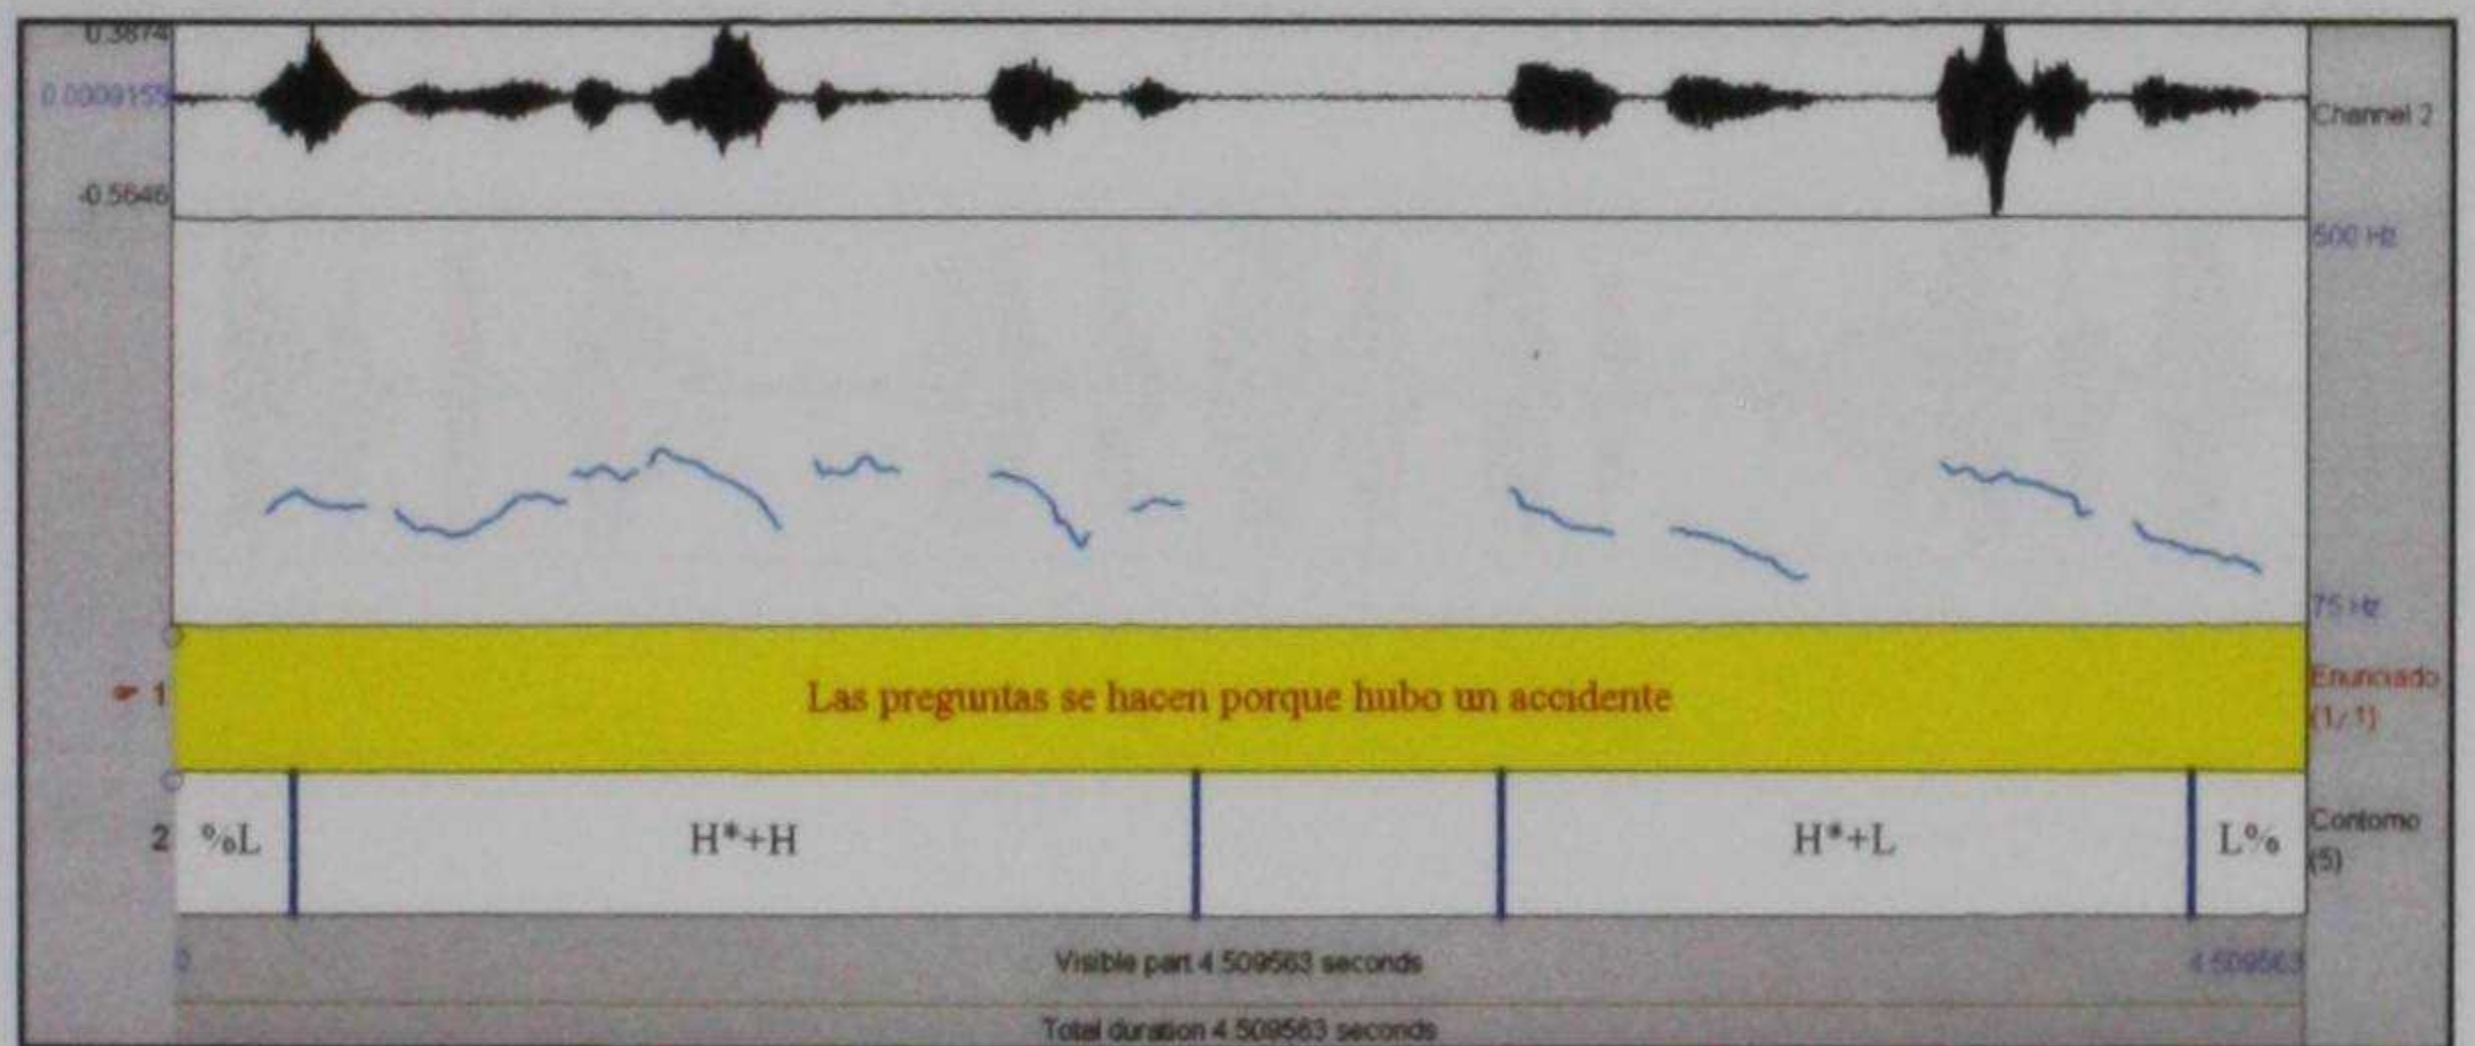 0.3874
0.0009155
-0.5646
Channel 2
500 Hz
75 Hz
1
Las preguntas se hacen porque hubo un accidente
Enunciado
(1/1)
2
%L
H*+H
H*+L
L%
Contorno
(5)
0
Visible part 4.509563 seconds
4.509563
Total duration 4.509563 seconds